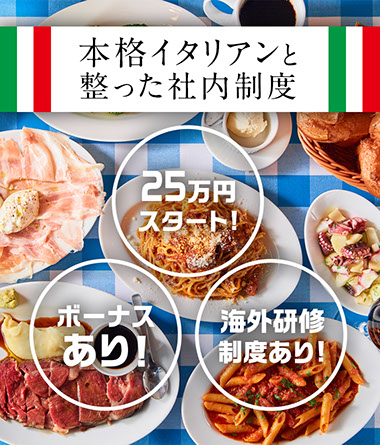 本格イタリアンと
整った社内制度
25万円
スタート!
ボーナス
あり!
海外研修
制度あり!